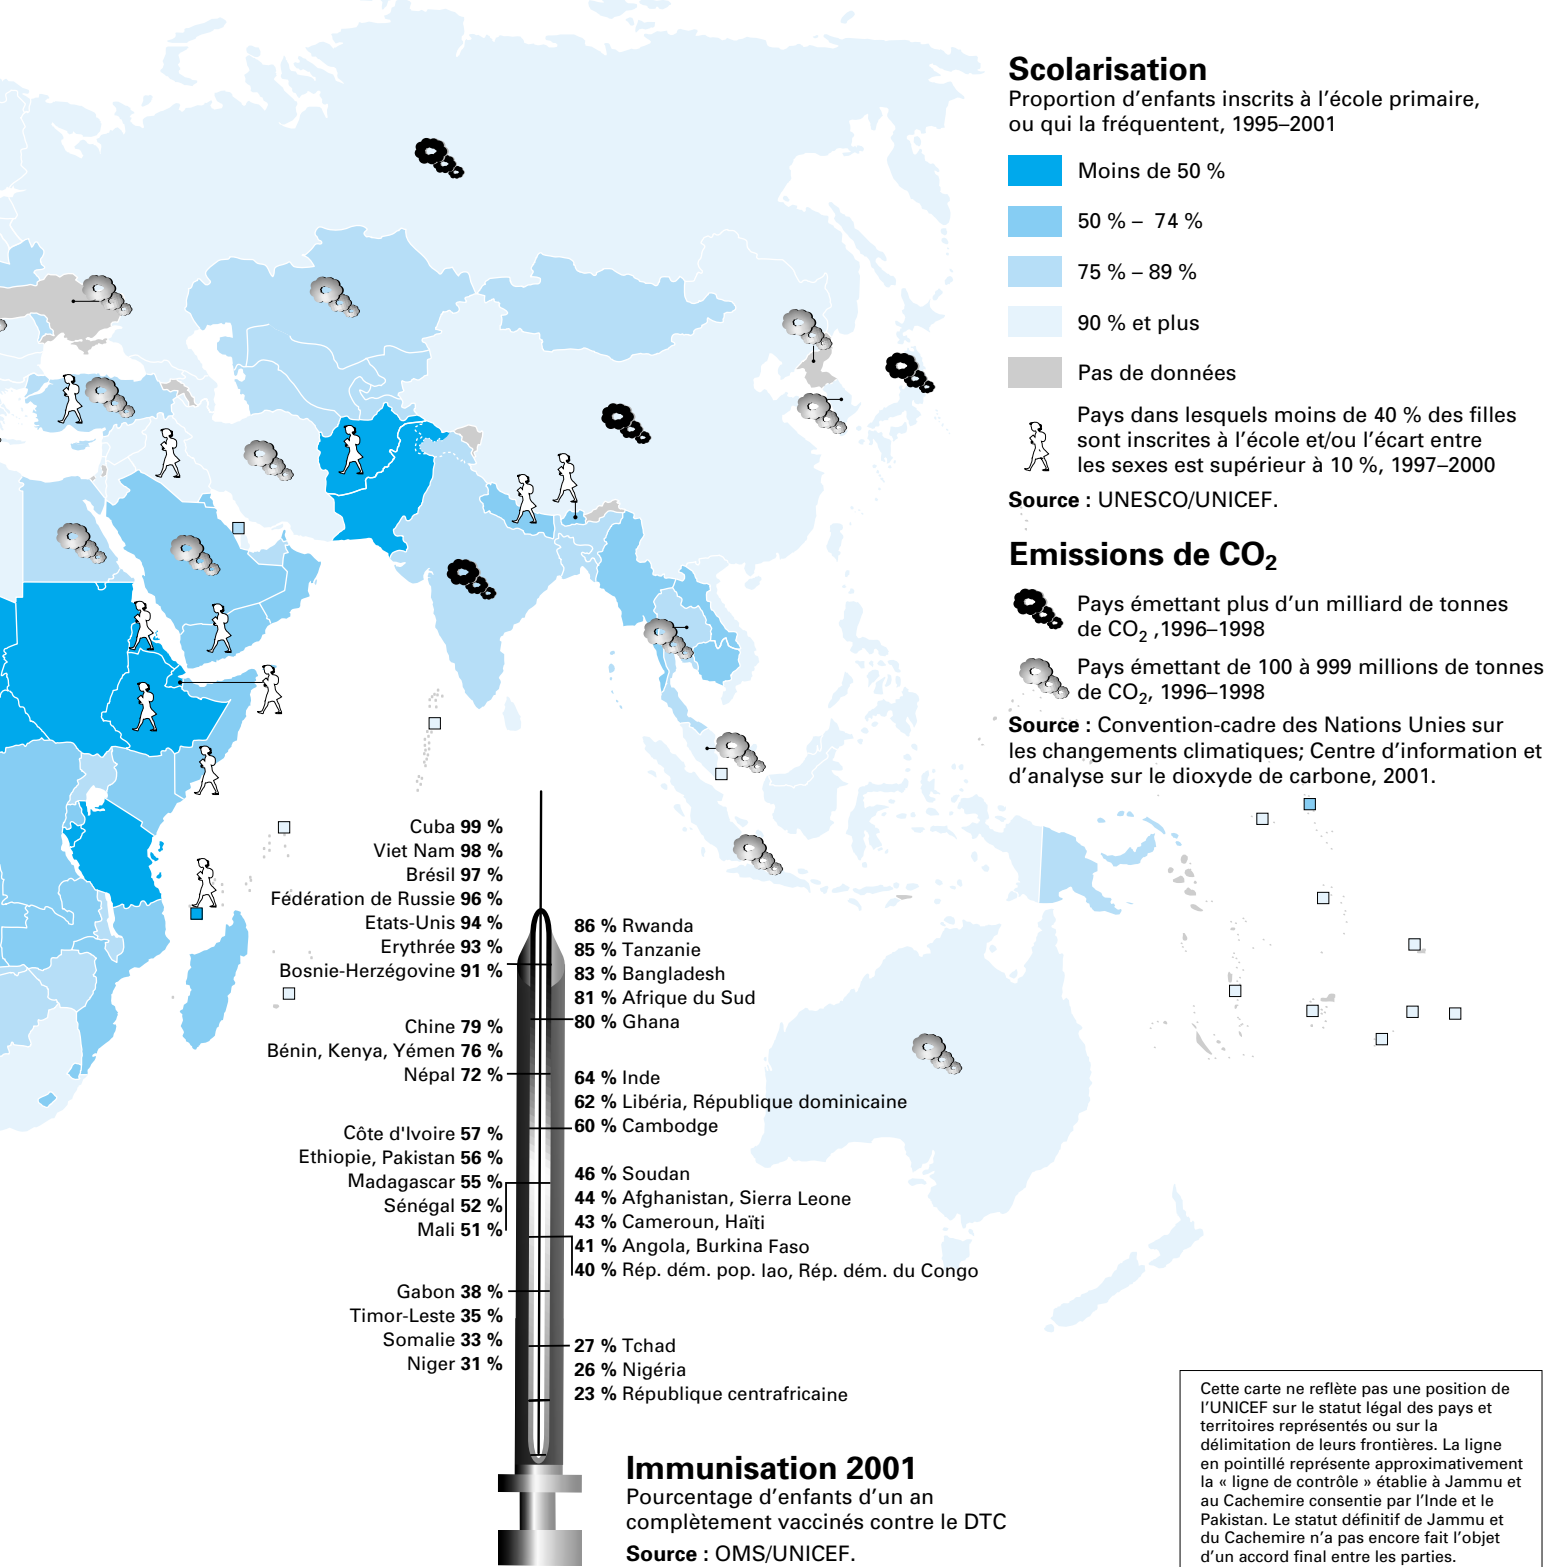 Scolarisation
Proportion d’enfants inscrits à l’école primaire,
ou qui la fréquentent, 1995–2001
Moins de 50 %
50 % – 74 %
75 % – 89 %
90 % et plus
Pas de données
Pays dans lesquels moins de 40 % des filles
sont inscrites à l’école et/ou l’écart entre
les sexes est supérieur à 10 %, 1997–2000
Source : UNESCO/UNICEF.
Emissions de CO2
Pays émettant plus d’un milliard de tonnes
de CO2 ,1996–1998
Pays émettant de 100 à 999 millions de tonnes
de CO2, 1996–1998
Source : Convention-cadre des Nations Unies sur
les changements climatiques; Centre d’information et
d’analyse sur le dioxyde de carbone, 2001.
Cuba 99 %
Viet Nam 98 %
Brésil 97 %
Fédération de Russie 96 %
Etats-Unis 94 %
Erythrée 93 %
Bosnie-Herzégovine 91 %
86 % Rwanda
85 % Tanzanie
83 % Bangladesh
81 % Afrique du Sud
80 % Ghana
Chine 79 %
Bénin, Kenya, Yémen 76 %
Népal 72 %
64 % Inde
62 % Libéria, République dominicaine
60 % Cambodge
Côte d'Ivoire 57 %
Ethiopie, Pakistan 56 %
Madagascar 55 %
Sénégal 52 %
Mali 51 %
46 % Soudan
44 % Afghanistan, Sierra Leone
43 % Cameroun, Haïti
41 % Angola, Burkina Faso
40 % Rép. dém. pop. lao, Rép. dém. du Congo
Gabon 38 %
Timor-Leste 35 %
Somalie 33 %
Niger 31 %
27 % Tchad
26 % Nigéria
23 % République centrafricaine
Immunisation 2001
Pourcentage d’enfants d’un an
complètement vaccinés contre le DTC
Source : OMS/UNICEF.
Cette carte ne reflète pas une position de
l’UNICEF sur le statut légal des pays et
territoires représentés ou sur la
délimitation de leurs frontières. La ligne
en pointillé représente approximativement
la « ligne de contrôle » établie à Jammu et
au Cachemire consentie par l’Inde et le
Pakistan. Le statut définitif de Jammu et
du Cachemire n’a pas encore fait l’objet
d’un accord final entre les parties.